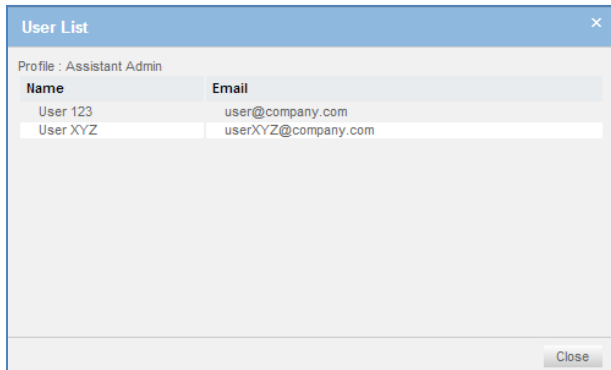 User List ×
Profile : Assistant Admin
Name Email
User 123 user@company.com
User XYZ userXYZ@company.com
Close